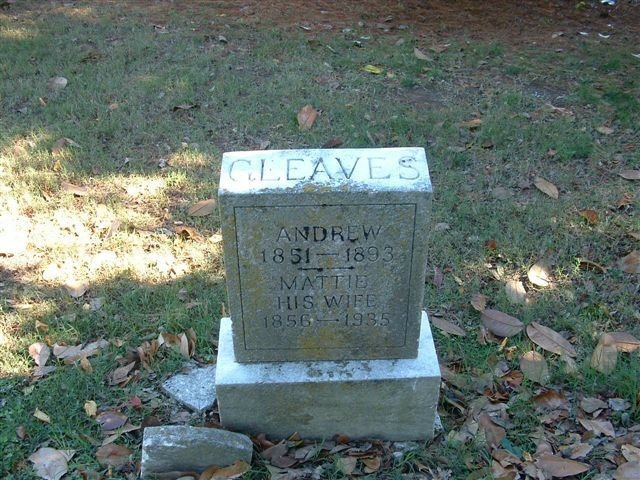 GLEAVES
ANDREW
1851—1893
MATTIE
HIS WIFE
1856—1935